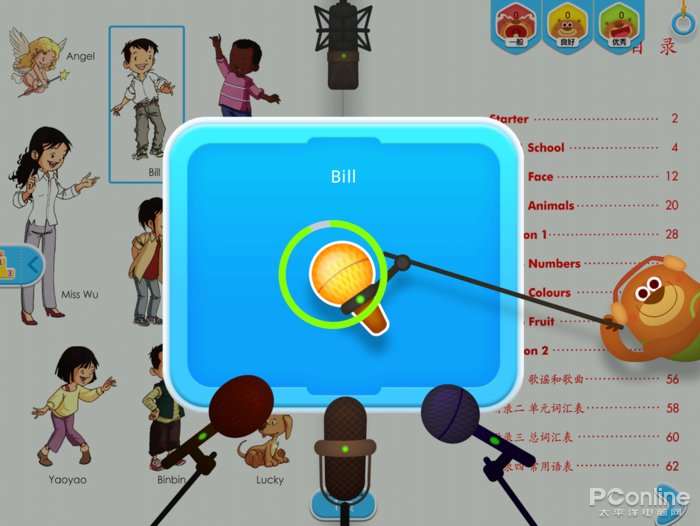 0
0
0
一般
良好
优秀
目 录
Angel
Bill
Starter 2
School 4
Face 12
Animals 20
on 1 28
Numbers
Colours
Fruit
on 2
歌谣和歌曲 56
录二 单元词汇表 58
录三 总词汇表 60
录四 常用语表 62
Bill
Miss Wu
Yaoyao
Binbin
Lucky
PConline
太平洋电脑网